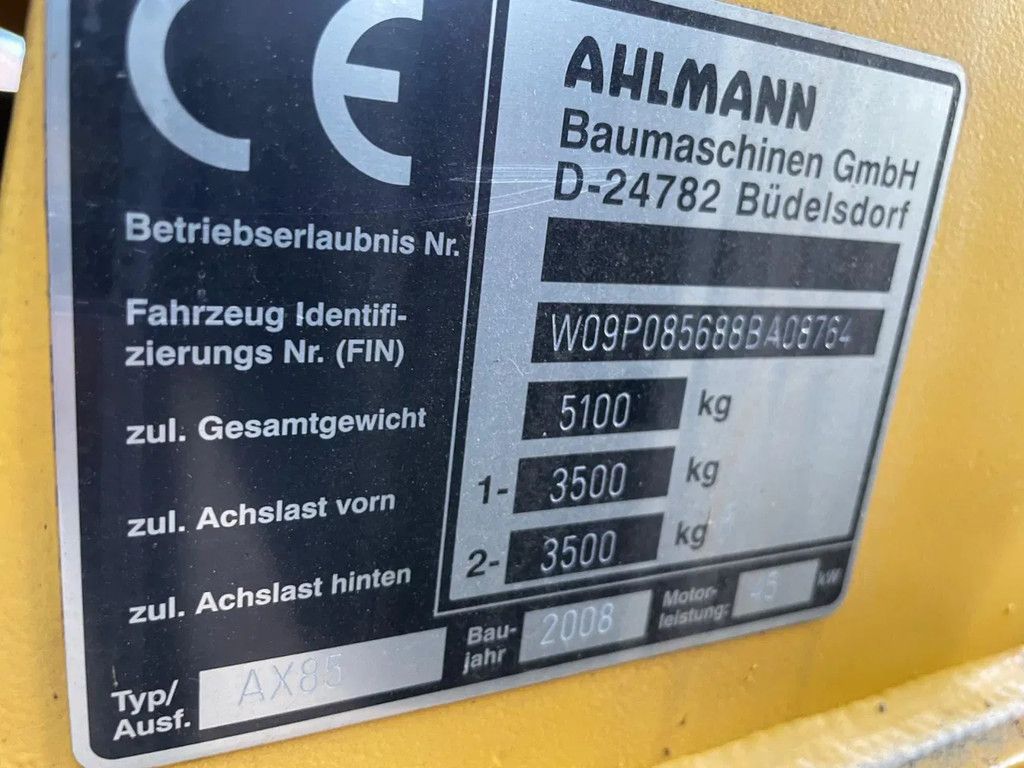 CE
AHLMANN
Baumaschinen GmbH
D-24782 Büdelsdorf
Betriebserlaubnis Nr.
Fahrzeug Identifi-
zierungs Nr. (FIN)
W09P085688BA08764
zul. Gesamtgewicht 5100 kg
zul. Achslast vorn 1- 3500 kg
zul. Achslast hinten 2- 3500 kg
Typ/
Ausf. AX85
Bau-
jahr 2008
Motor-
leistung: kW